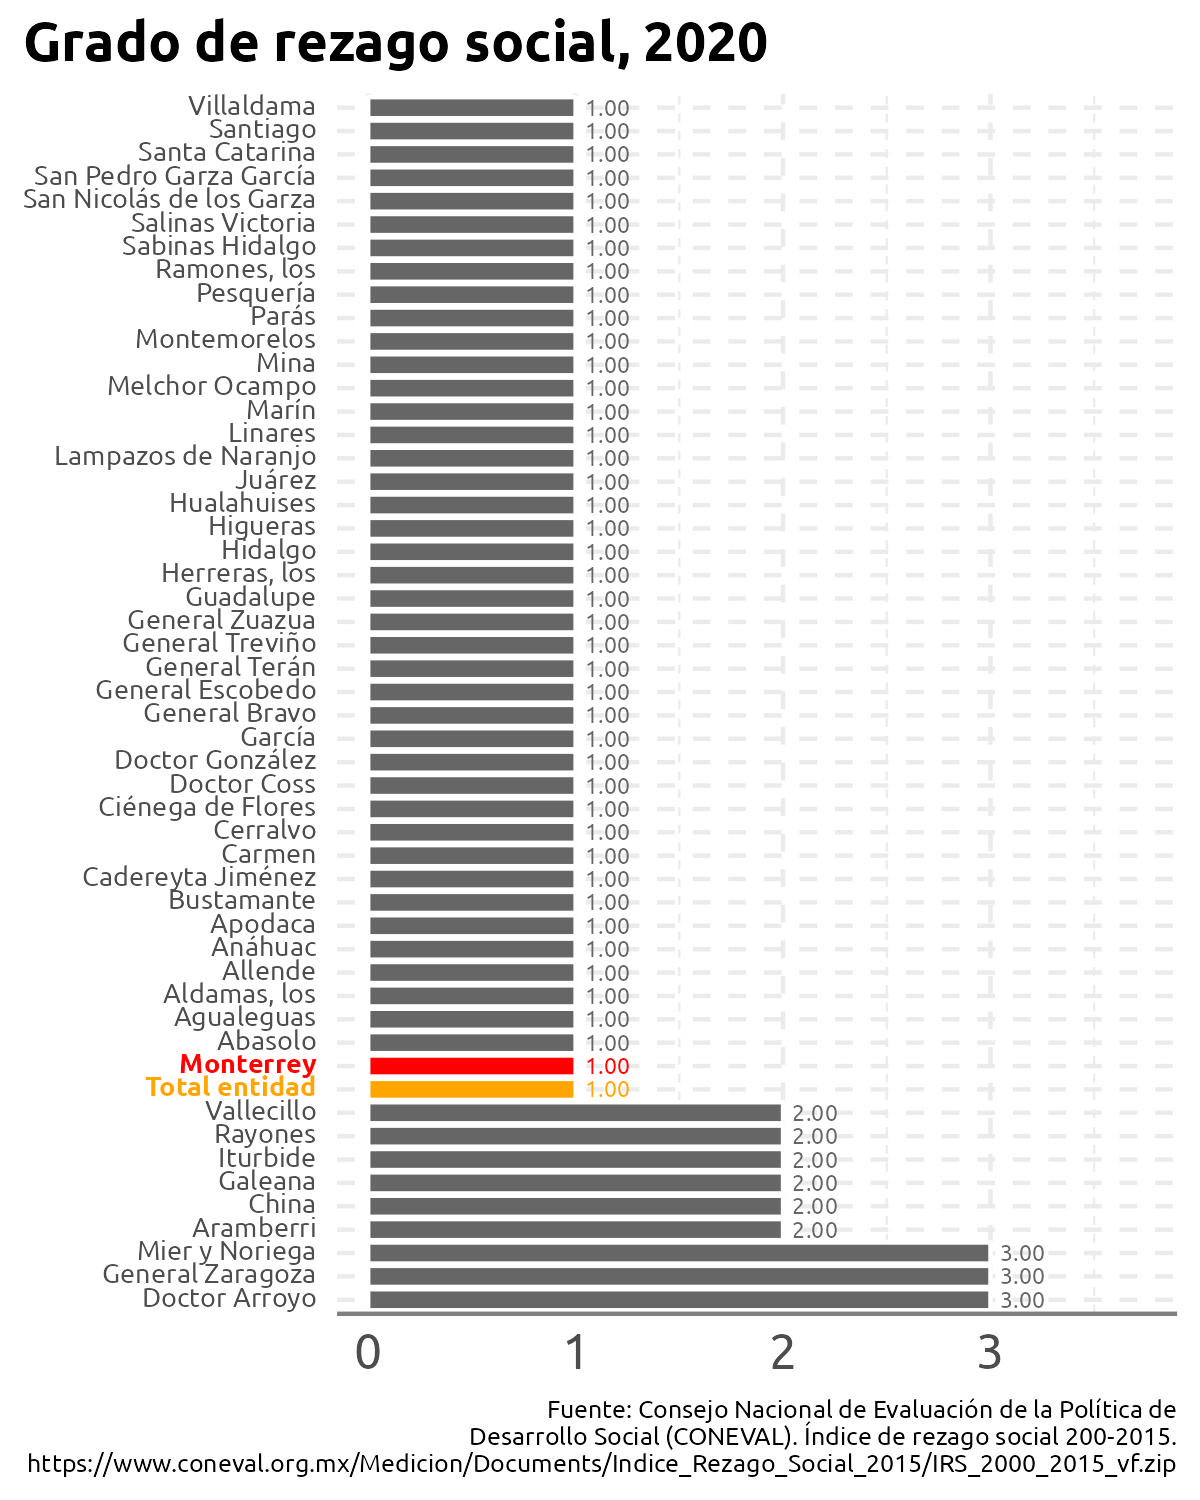 Grado de rezago social, 2020
Villaldama 1.00
Santiago 1.00
Santa Catarina 1.00
San Pedro Garza García 1.00
San Nicolás de los Garza 1.00
Salinas Victoria 1.00
Sabinas Hidalgo 1.00
Ramones, los 1.00
Pesquería 1.00
Parás 1.00
Montemorelos 1.00
Mina 1.00
Melchor Ocampo 1.00
Marín 1.00
Linares 1.00
Lampazos de Naranjo 1.00
Juárez 1.00
Hualahuises 1.00
Higueras 1.00
Hidalgo 1.00
Herreras, los 1.00
Guadalupe 1.00
General Zuazua 1.00
General Treviño 1.00
General Terán 1.00
General Escobedo 1.00
General Bravo 1.00
García 1.00
Doctor González 1.00
Doctor Coss 1.00
Ciénega de Flores 1.00
Cerralvo 1.00
Carmen 1.00
Cadereyta Jiménez 1.00
Bustamante 1.00
Apodaca 1.00
Anáhuac 1.00
Allende 1.00
Aldamas, los 1.00
Agualeguas 1.00
Abasolo 1.00
Monterrey 1.00
Total entidad 1.00
Vallecillo 2.00
Rayones 2.00
Iturbide 2.00
Galeana 2.00
China 2.00
Aramberri 2.00
Mier y Noriega 3.00
General Zaragoza 3.00
Doctor Arroyo 3.00
0 1 2 3
Fuente: Consejo Nacional de Evaluación de la Política de
Desarrollo Social (CONEVAL). Índice de rezago social 200-2015.
https://www.coneval.org.mx/Medicion/Documents/Indice_Rezago_Social_2015/IRS_2000_2015_vf.zip